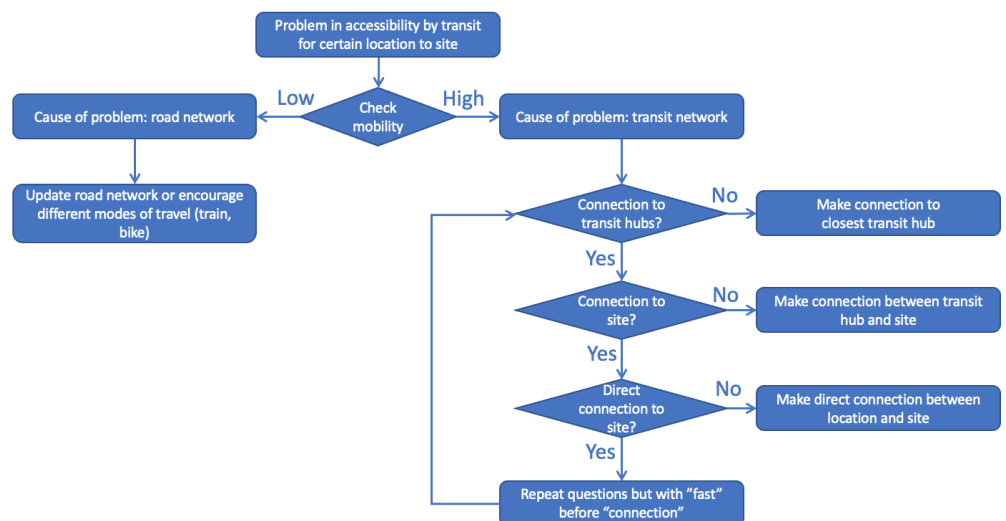 Problem in accessibility by transit
for certain location to site
Low
High
Check
mobility
Cause of problem: road network
Cause of problem: transit network
Update road network or encourage
different modes of travel (train,
bike)
Connection to
transit hubs?
No
Make connection to
closest transit hub
Yes
Connection to
site?
No
Make connection between transit
hub and site
Yes
Direct
connection to
site?
No
Make direct connection between
location and site
Yes
Repeat questions but with ”fast”
before “connection”